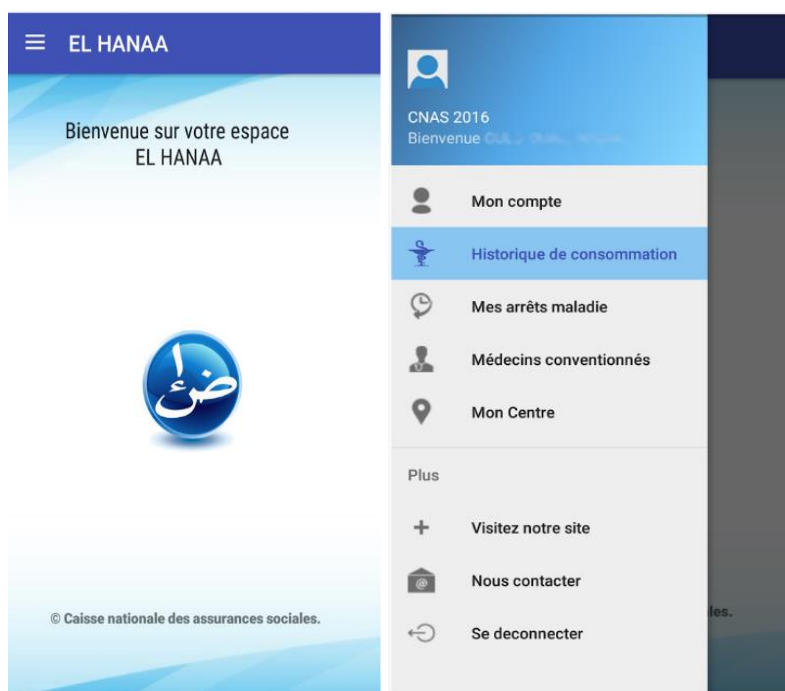 EL HANAA
Bienvenue sur votre espace
EL HANAA
ض إ
© Caisse nationale des assurances sociales.
CNAS 2016
Bienvenue
Mon compte
Historique de consommation
Mes arrêts maladie
Médecins conventionnés
Mon Centre
Plus
Visitez notre site
Nous contacter
Se deconnecter
les.